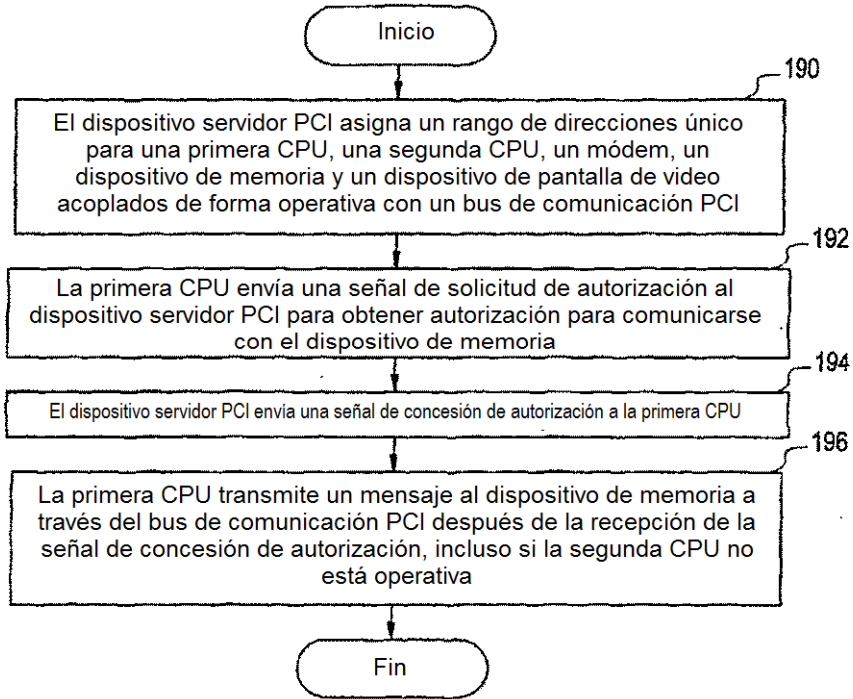 Inicio
190
El dispositivo servidor PCI asigna un rango de direcciones único
para una primera CPU, una segunda CPU, un módem, un
dispositivo de memoria y un dispositivo de pantalla de video
acoplados de forma operativa con un bus de comunicación PCI
192
La primera CPU envía una señal de solicitud de autorización al
dispositivo servidor PCI para obtener autorización para comunicarse
con el dispositivo de memoria
194
El dispositivo servidor PCI envía una señal de concesión de autorización a la primera CPU
196
La primera CPU transmite un mensaje al dispositivo de memoria a
través del bus de comunicación PCI después de la recepción de la
señal de concesión de autorización, incluso si la segunda CPU no
está operativa
Fin